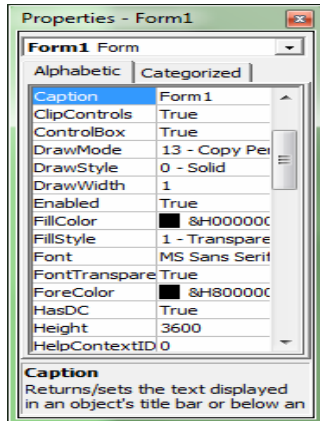 Properties - Form1
Form1 Form
Alphabetic Categorized
Caption Form1
ClipControls True
ControlBox True
DrawMode 13 - Copy Per
DrawStyle 0 - Solid
DrawWidth 1
Enabled True
FillColor &H000000
FillStyle 1 - Transpare
Font MS Sans Serif
FontTranspare True
ForeColor &H800000
HasDC True
Height 3600
HelpContextID 0
Caption
Returns/sets the text displayed
in an object's title bar or below an